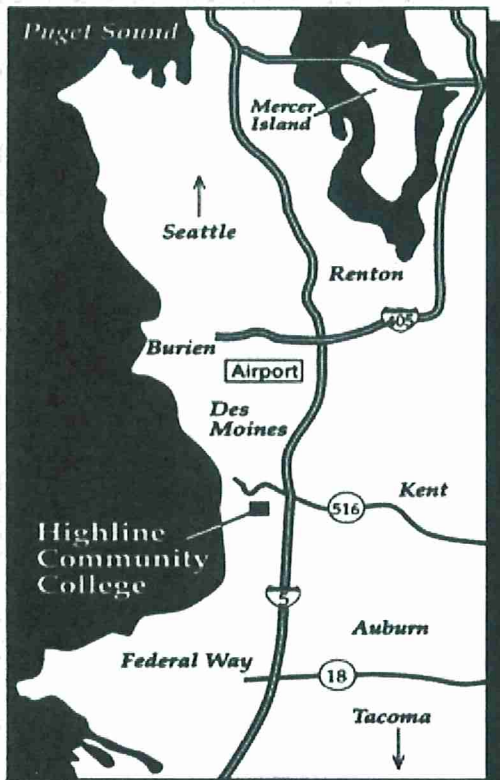 Puget Sound
Mercer
Island
Seattle
Renton
405
Burien
Airport
Des
Moines
Kent
516
Highline
Community
College
5
Auburn
Federal Way
18
Tacoma